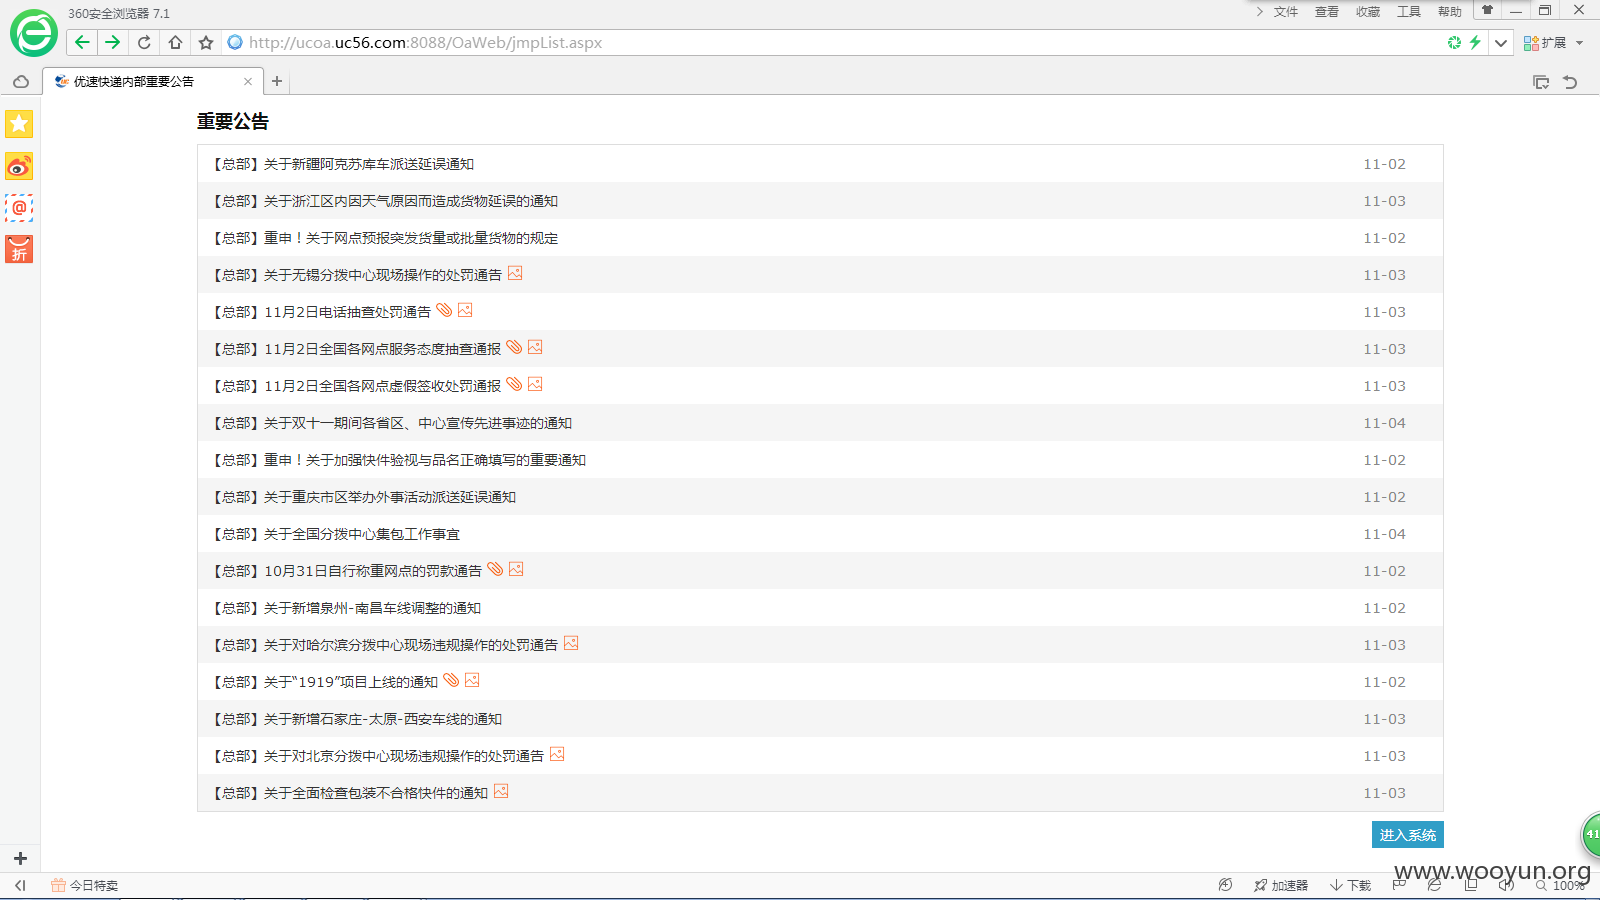 360安全浏览器 7.1
文件 查看 收藏 工具 帮助
http://ucoa.uc56.com:8088/OaWeb/jmpList.aspx
扩展
优速快递内部重要公告
重要公告
【总部】关于新疆阿克苏库车派送延误通知 11-02
【总部】关于浙江区内因天气原因而造成货物延误的通知 11-03
【总部】重申！关于网点预报突发货量或批量货物的规定 11-02
【总部】关于无锡分拨中心现场操作的处罚通告 11-03
【总部】11月2日电话抽查处罚通告 11-03
【总部】11月2日全国各网点服务态度抽查通报 11-03
【总部】11月2日全国各网点虚假签收处罚通报 11-03
【总部】关于双十一期间各省区、中心宣传先进事迹的通知 11-04
【总部】重申！关于加强快件验视与品名正确填写的重要通知 11-02
【总部】关于重庆市区举办外事活动派送延误通知 11-02
【总部】关于全国分拨中心集包工作事宜 11-04
【总部】10月31日自行称重网点的罚款通告 11-02
【总部】关于新增泉州-南昌车线调整的通知 11-02
【总部】关于对哈尔滨分拨中心现场违规操作的处罚通告 11-03
【总部】关于“1919”项目上线的通知 11-02
【总部】关于新增石家庄-太原-西安车线的通知 11-03
【总部】关于对北京分拨中心现场违规操作的处罚通告 11-03
【总部】关于全面检查包装不合格快件的通知 11-03
进入系统
41
www.wooyun.org
今日特卖
加速器
下载
100%
折